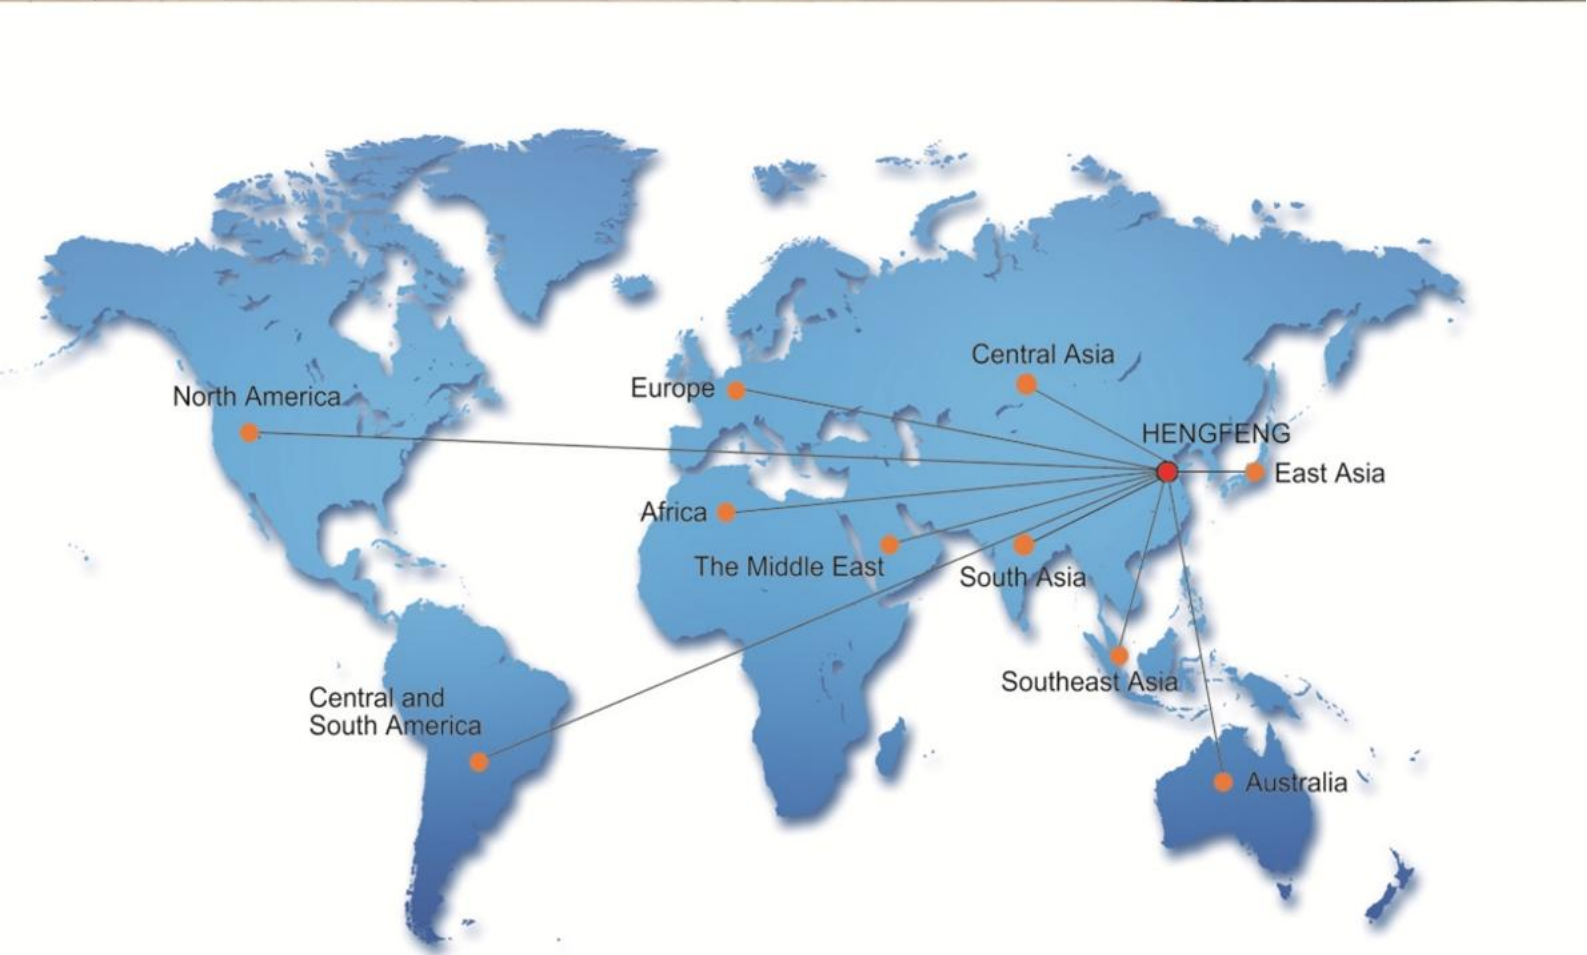 Central Asia
Europe
North America
HENGFENG
East Asia
Africa
The Middle East
South Asia
Southeast Asia
Central and
South America
Australia